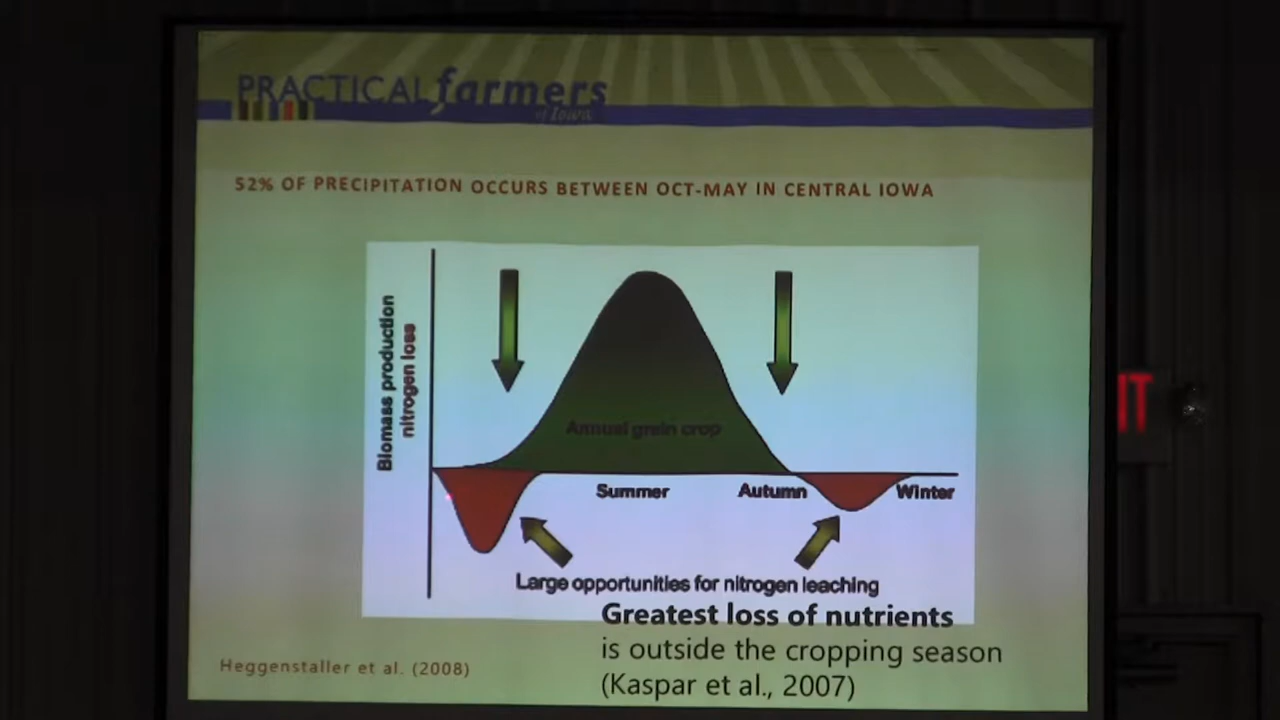 PRACTICAL farmers
of Iowa
52% OF PRECIPITATION OCCURS BETWEEN OCT-MAY IN CENTRAL IOWA
Biomass production
nitrogen loss
Annual grain crop
Summer
Autumn
Winter
Large opportunities for nitrogen leaching
Greatest loss of nutrients
is outside the cropping season
(Kaspar et al., 2007)
Heggenstaller et al. (2008)
IT